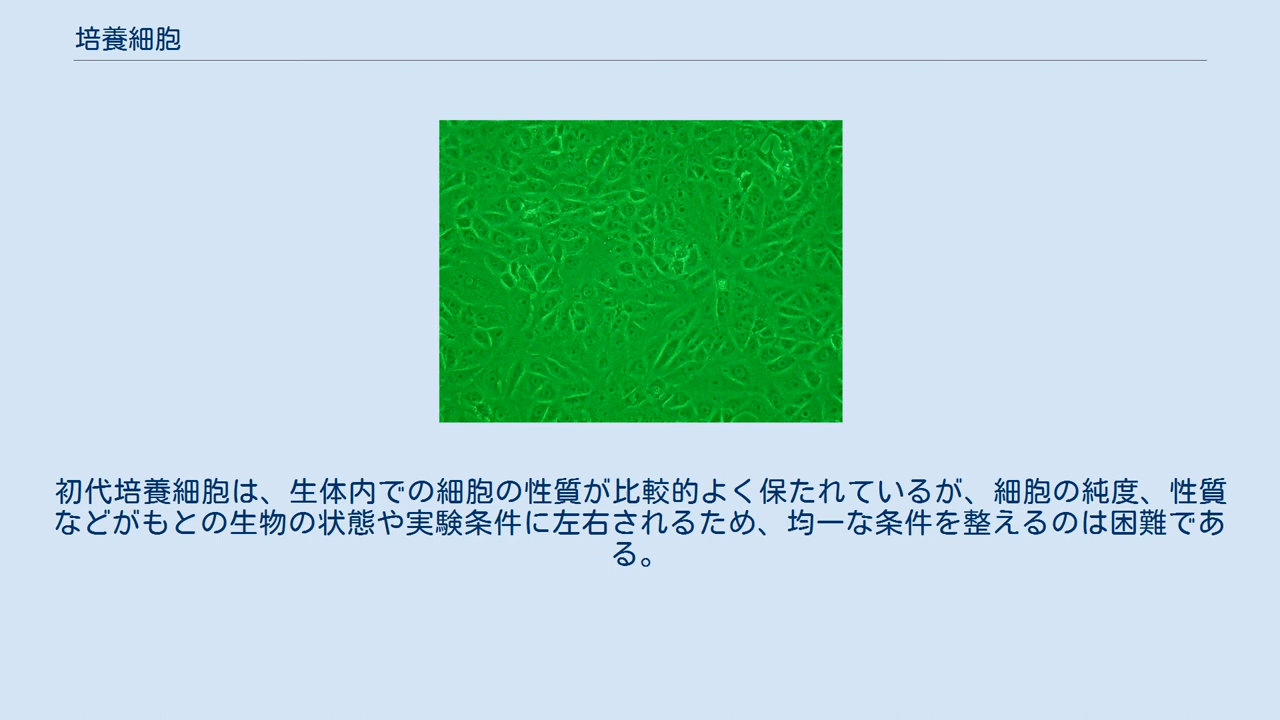 培養細胞
初代培養細胞は、生体内での細胞の性質が比較的よく保たれているが、細胞の純度、性質
などがもとの生物の状態や実験条件に左右されるため、均一な条件を整えるのは困難であ
る。